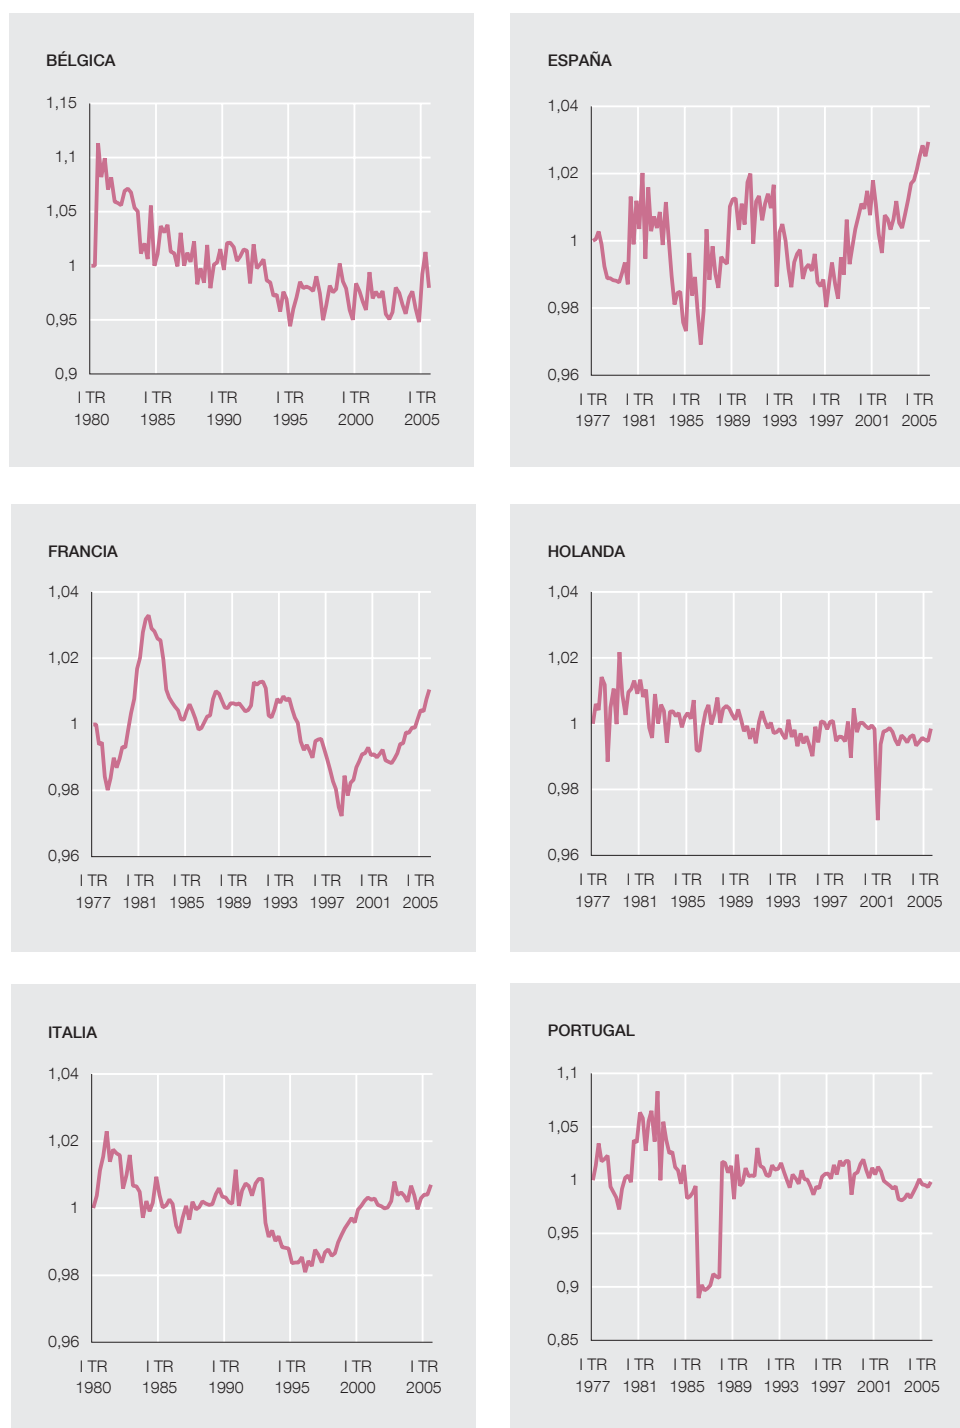 BÉLGICA
1,15
1,1
1,05
1
0,95
0,9
I TR I TR I TR I TR I TR I TR
1980 1985 1990 1995 2000 2005
ESPAÑA
1,04
1,02
1
0,98
0,96
I TR I TR I TR I TR I TR I TR I TR I TR
1977 1981 1985 1989 1993 1997 2001 2005
FRANCIA
1,04
1,02
1
0,98
0,96
I TR I TR I TR I TR I TR I TR I TR I TR
1977 1981 1985 1989 1993 1997 2001 2005
HOLANDA
1,04
1,02
1
0,98
0,96
I TR I TR I TR I TR I TR I TR I TR I TR
1977 1981 1985 1989 1993 1997 2001 2005
ITALIA
1,04
1,02
1
0,98
0,96
I TR I TR I TR I TR I TR I TR
1980 1985 1990 1995 2000 2005
PORTUGAL
1,1
1,05
1
0,95
0,9
0,85
I TR I TR I TR I TR I TR I TR I TR I TR
1977 1981 1985 1989 1993 1997 2001 2005